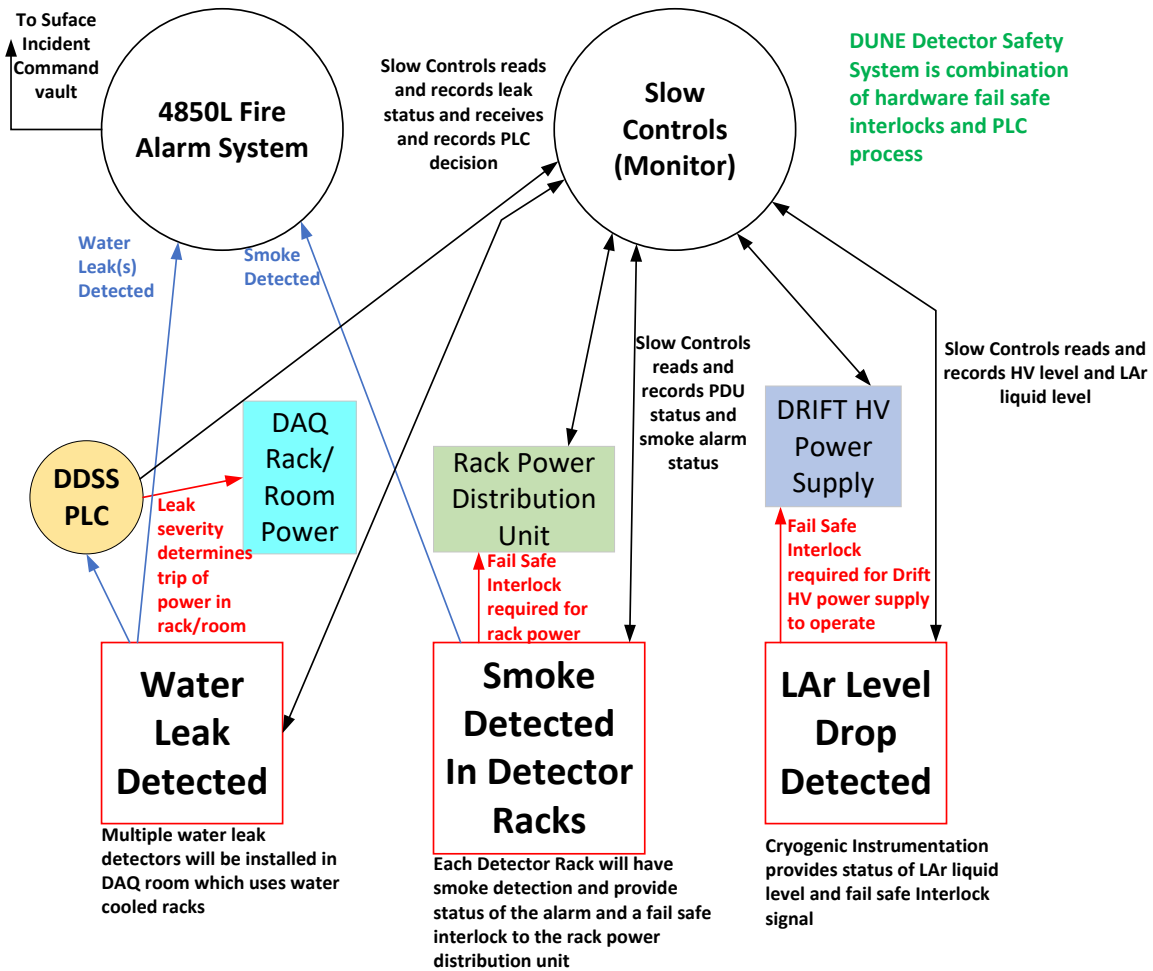 To Suface
Incident
Command
vault
4850L Fire
Alarm System
Slow Controls reads
and records leak
status and receives
and records PLC
decision
Slow
Controls
(Monitor)
DUNE Detector Safety
System is combination
of hardware fail safe
interlocks and PLC
process
Water
Leak(s)
Detected
Smoke
Detected
Slow Controls
reads and
records PDU
status and
smoke alarm
status
Slow Controls reads and
records HV level and LAr
liquid level
DDSS
PLC
DAQ
Rack/
Room
Power
Rack Power
Distribution
Unit
DRIFT HV
Power
Supply
Leak
severity
determines
trip of
power in
rack/room
Fail Safe
Interlock
required for
rack power
Fail Safe
Interlock
required for Drift
HV power supply
to operate
Water
Leak
Detected
Smoke
Detected
In Detector
Racks
LAr Level
Drop
Detected
Multiple water leak
detectors will be installed in
DAQ room which uses water
cooled racks
Each Detector Rack will have
smoke detection and provide
status of the alarm and a fail safe
interlock to the rack power
distribution unit
Cryogenic Instrumentation
provides status of LAr liquid
level and fail safe Interlock
signal